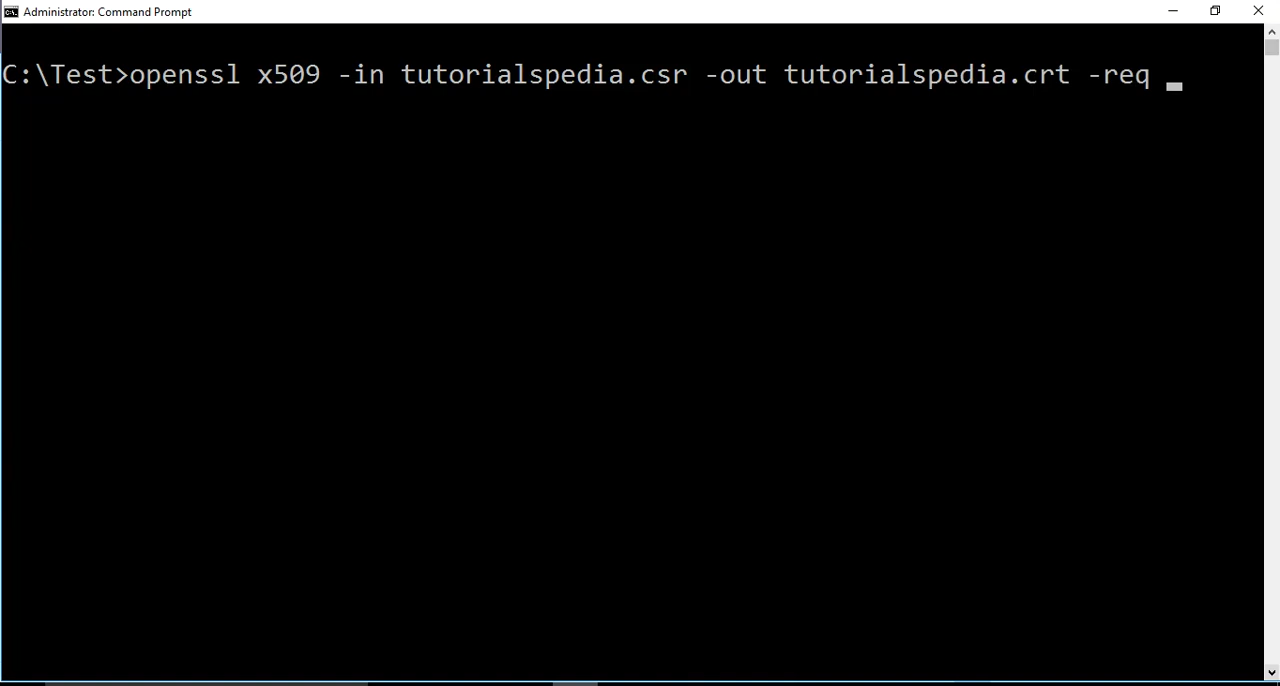 Administrator: Command Prompt
C:\Test>openssl x509 -in tutorialspedia.csr -out tutorialspedia.crt -req